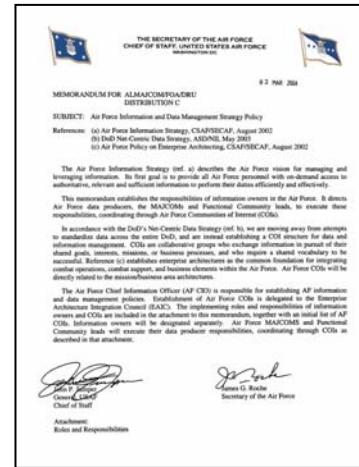 THE SECRETARY OF THE AIR FORCE
CHIEF OF STAFF, UNITED STATES AIR FORCE
WASHINGTON DC
03 MAR 2004
MEMORANDUM FOR ALMAJCOM/FOA/DRU
DISTRIBUTION C
SUBJECT: Air Force Information and Data Management Strategy Policy
References: (a) Air Force Information Strategy, CSAF/SECAF, August 2002
(b) DoD Net-Centric Data Strategy, ASD/NII, May 2003
(c) Air Force Policy on Enterprise Architecting, CSAF/SECAF, August 2002
The Air Force Information Strategy (ref. a) describes the Air Force vision for managing and
leveraging information. Its first goal is to provide all Air Force personnel with on-demand access to
authoritative, relevant and sufficient information to perform their duties efficiently and effectively.
This memorandum establishes the responsibilities of information owners in the Air Force. It directs
Air Force data producers, the MAJCOMs and Functional Community leads, to execute these
responsibilities, coordinating through Air Force Communities of Interest (COIs).
In accordance with the DoD's Net-Centric Data Strategy (ref. b), we are moving away from attempts
to standardize data across the entire DoD, and are instead establishing a COI structure for data and
information management. COIs are collaborative groups who exchange information in pursuit of their
shared goals, interests, missions, or business processes, and who require a shared vocabulary to be
successful. Reference (c) establishes enterprise architectures as the common foundation for integrating
combat operations, combat support, and business elements within the Air Force. Air Force COIs will be
directly related to the mission/business area architectures.
The Air Force Chief Information Officer (AF CIO) is responsible for establishing AF information
and data management policies. Establishment of Air Force COIs is delegated to the Enterprise
Architecture Integration Council (EAIC). The implementing roles and responsibilities of information
owners and COIs are included in the attachment to this memorandum, together with an initial list of AF
COIs. Information owners will be designated separately. Air Force MAJCOMS and Functional
Community leads will execute their data producer responsibilities, coordinating through COIs as
described in that attachment.
John P. Jumper
General, USAF
Chief of Staff
James G. Roche
Secretary of the Air Force
Attachment:
Roles and Responsibilities